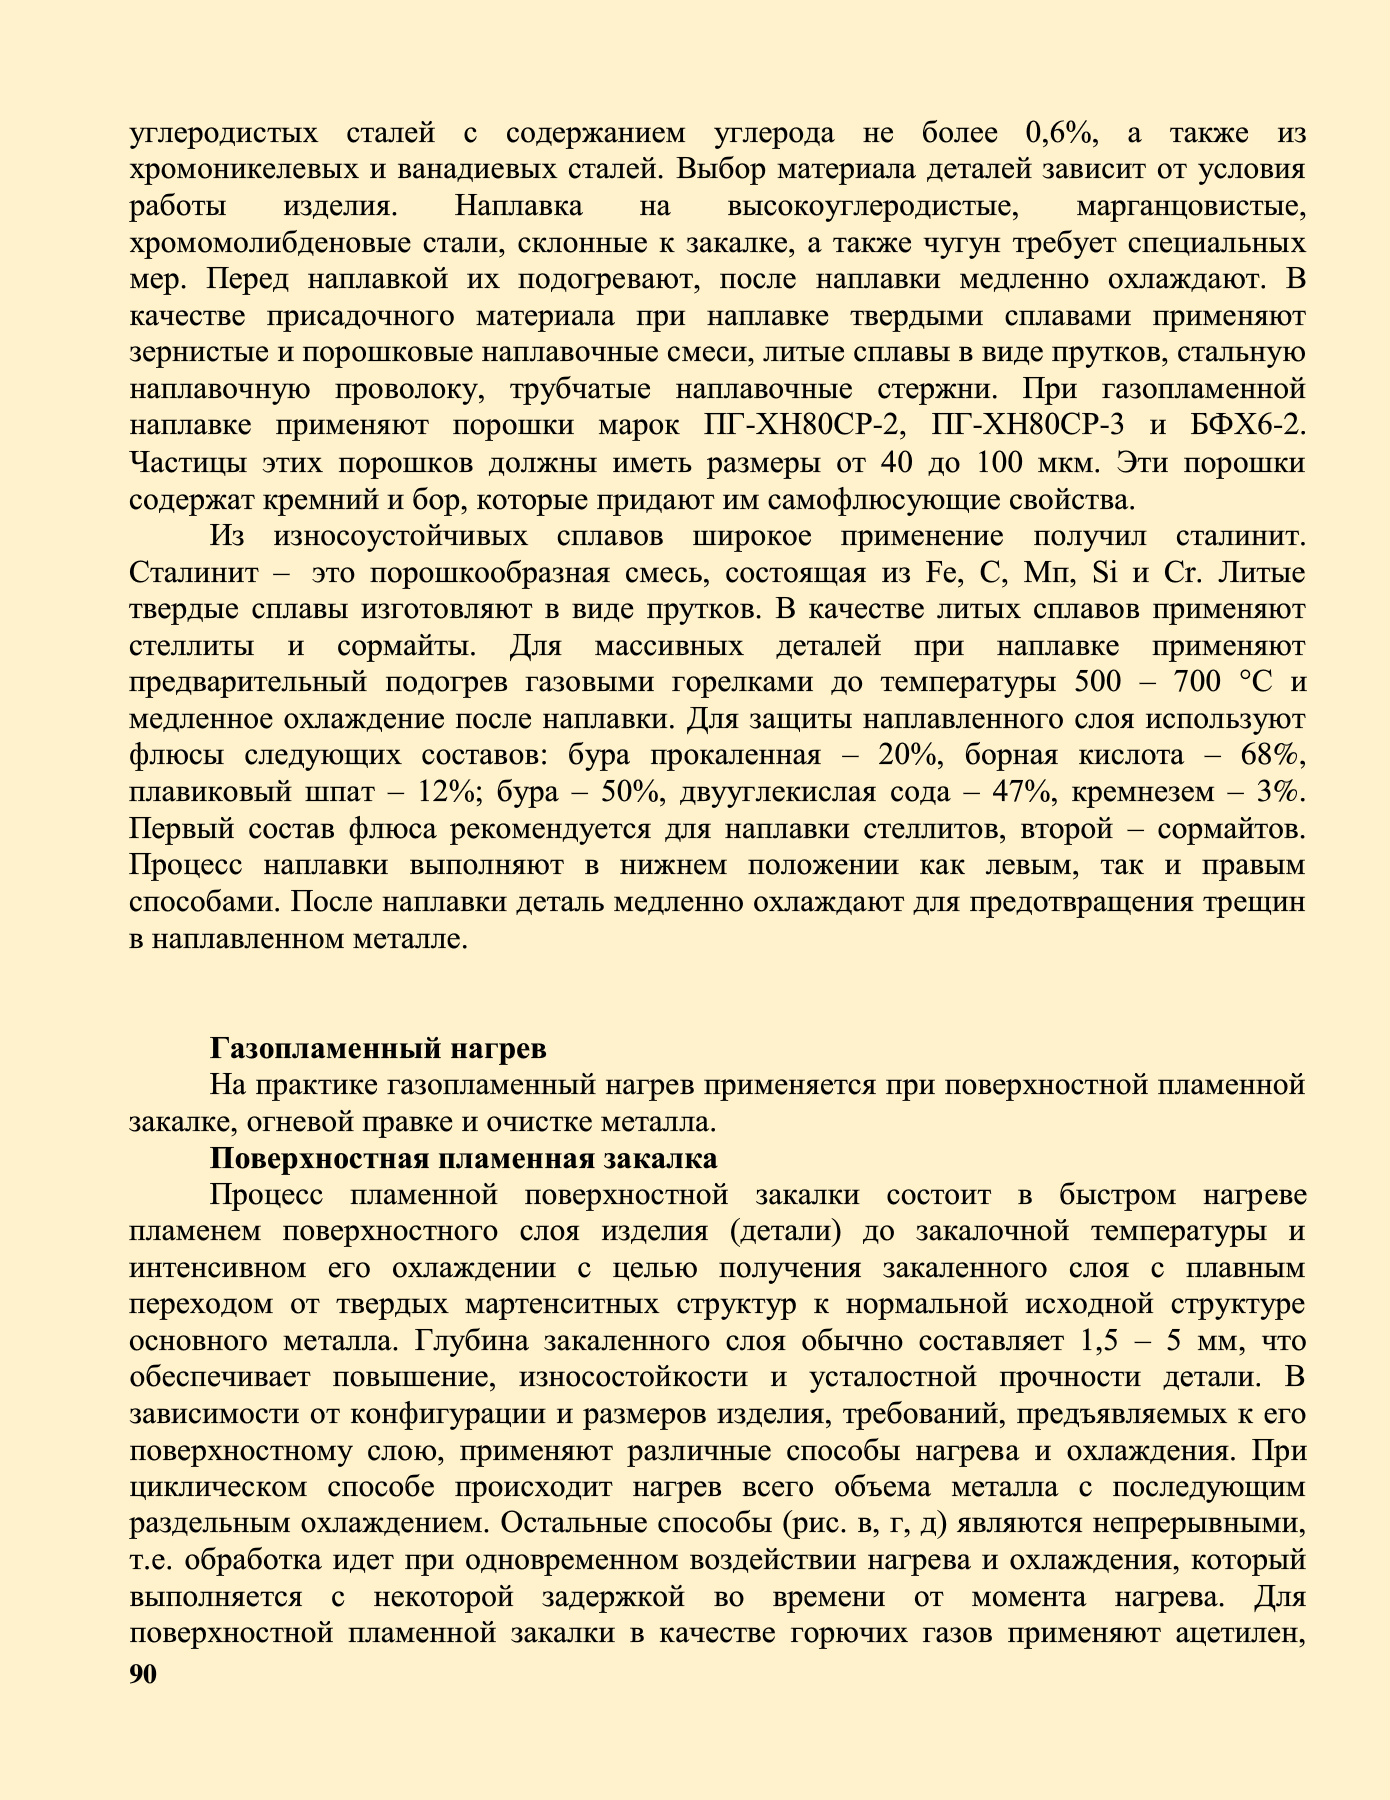 углеродистых сталей с содержанием углерода не более 0,6%, а также из
хромоникелевых и ванадиевых сталей. Выбор материала деталей зависит от условия
работы изделия. Наплавка на высокоуглеродистые, марганцовистые,
хромомолибденовые стали, склонные к закалке, а также чугун требует специальных
мер. Перед наплавкой их подогревают, после наплавки медленно охлаждают. В
качестве присадочного материала при наплавке твердыми сплавами применяют
зернистые и порошковые наплавочные смеси, литые сплавы в виде прутков, стальную
наплавочную проволоку, трубчатые наплавочные стержни. При газопламенной
наплавке применяют порошки марок ПГ-ХН80СР-2, ПГ-ХН80СР-3 и БФХ6-2.
Частицы этих порошков должны иметь размеры от 40 до 100 мкм. Эти порошки
содержат кремний и бор, которые придают им самофлюсующие свойства.
Из износоустойчивых сплавов широкое применение получил сталинит.
Сталинит – это порошкообразная смесь, состоящая из Fe, С, Мп, Si и Cr. Литые
твердые сплавы изготовляют в виде прутков. В качестве литых сплавов применяют
стеллиты и сормайты. Для массивных деталей при наплавке применяют
предварительный подогрев газовыми горелками до температуры 500 – 700 °С и
медленное охлаждение после наплавки. Для защиты наплавленного слоя используют
флюсы следующих составов: бура прокаленная – 20%, борная кислота – 68%,
плавиковый шпат – 12%; бура – 50%, двууглекислая сода – 47%, кремнезем – 3%.
Первый состав флюса рекомендуется для наплавки стеллитов, второй – сормайтов.
Процесс наплавки выполняют в нижнем положении как левым, так и правым
способами. После наплавки деталь медленно охлаждают для предотвращения трещин
в наплавленном металле.
Газопламенный нагрев
На практике газопламенный нагрев применяется при поверхностной пламенной
закалке, огневой правке и очистке металла.
Поверхностная пламенная закалка
Процесс пламенной поверхностной закалки состоит в быстром нагреве
пламенем поверхностного слоя изделия (детали) до закалочной температуры и
интенсивном его охлаждении с целью получения закаленного слоя с плавным
переходом от твердых мартенситных структур к нормальной исходной структуре
основного металла. Глубина закаленного слоя обычно составляет 1,5 – 5 мм, что
обеспечивает повышение, износостойкости и усталостной прочности детали. В
зависимости от конфигурации и размеров изделия, требований, предъявляемых к его
поверхностному слою, применяют различные способы нагрева и охлаждения. При
циклическом способе происходит нагрев всего объема металла с последующим
раздельным охлаждением. Остальные способы (рис. в, г, д) являются непрерывными,
т.е. обработка идет при одновременном воздействии нагрева и охлаждения, который
выполняется с некоторой задержкой во времени от момента нагрева. Для
поверхностной пламенной закалки в качестве горючих газов применяют ацетилен,
90